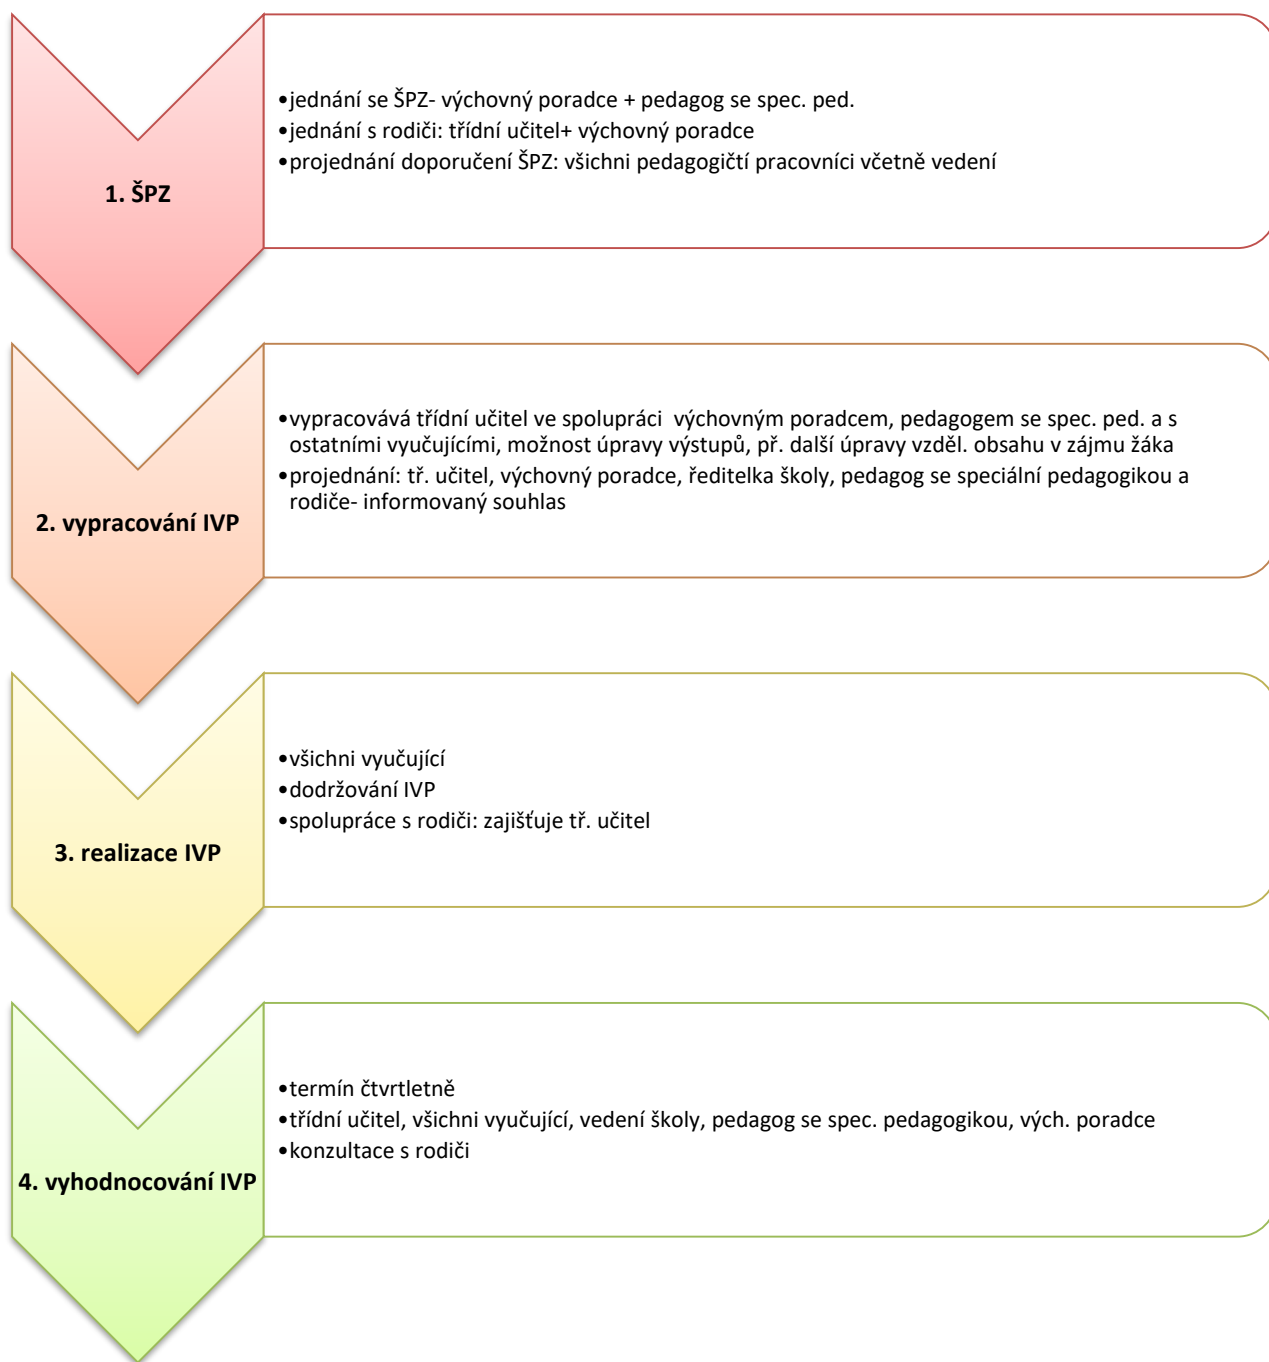 1. ŠPZ
•jednání se ŠPZ- výchovný poradce + pedagog se spec. ped.
•jednání s rodiči: třídní učitel+ výchovný poradce
•projednání doporučení ŠPZ: všichni pedagogičtí pracovníci včetně vedení
2. vypracování IVP
•vypracovává třídní učitel ve spolupráci  výchovným poradcem, pedagogem se spec. ped. a s
ostatními vyučujícími, možnost úpravy výstupů, př. další úpravy vzděl. obsahu v zájmu žáka
•projednání: tř. učitel, výchovný poradce, ředitelka školy, pedagog se speciální pedagogikou a
rodiče- informovaný souhlas
3. realizace IVP
•všichni vyučující
•dodržování IVP
•spolupráce s rodiči: zajišťuje tř. učitel
4. vyhodnocování IVP
•termín čtvrtletně
•třídní učitel, všichni vyučující, vedení školy, pedagog se spec. pedagogikou, vých. poradce
•konzultace s rodiči